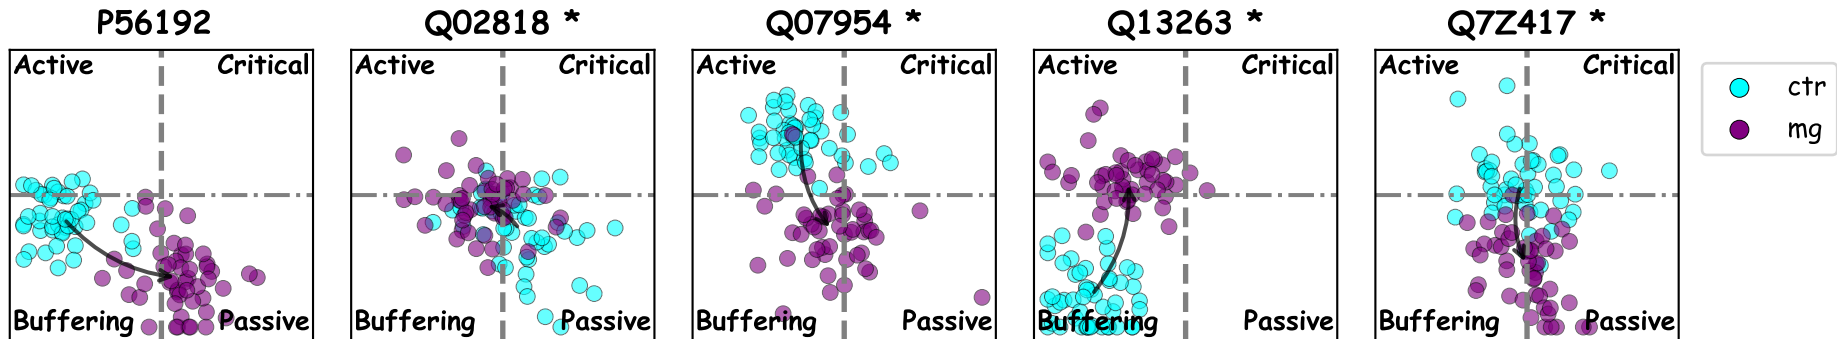 P56192
Active Critical
Buffering Passive
Q02818 *
Active Critical
Buffering Passive
Q07954 *
Active Critical
Buffering Passive
Q13263 *
Active Critical
Buffering Passive
Q7Z417 *
Active Critical
Buffering Passive
ctr
mg